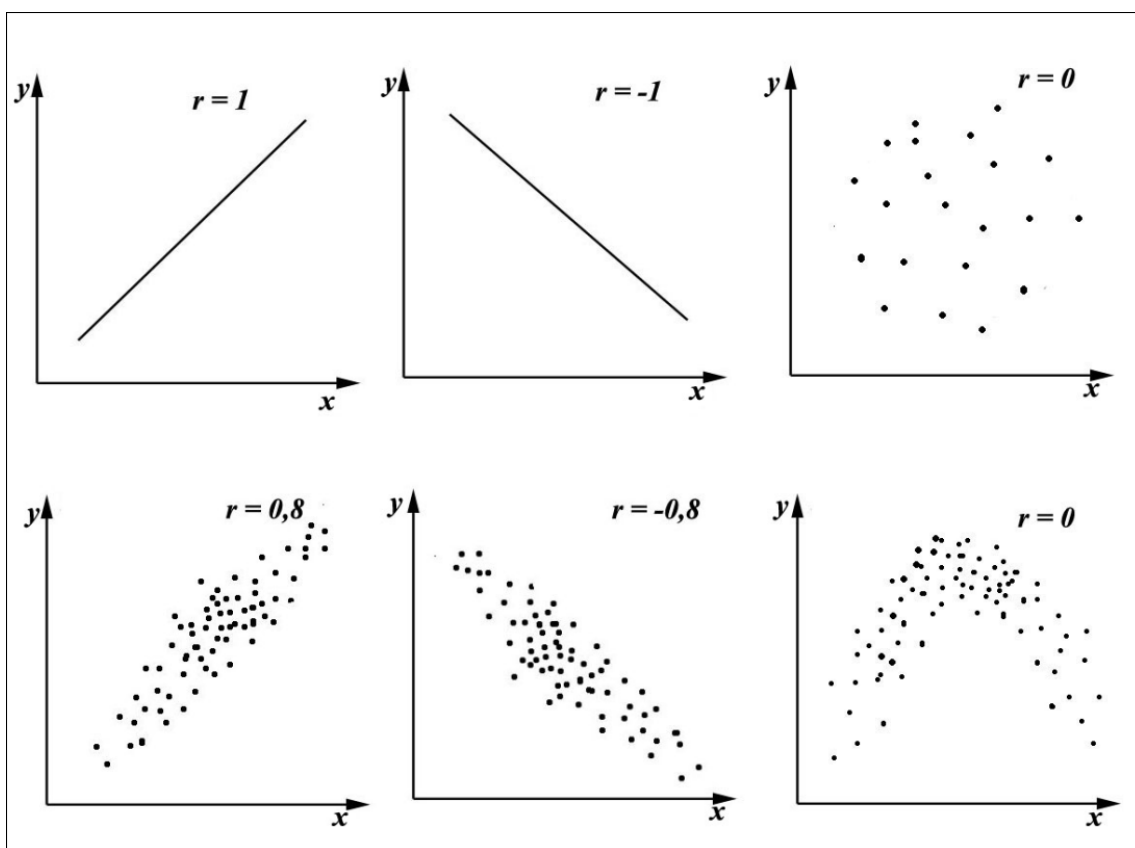 y
r = 1
x
y
r = -1
x
y
r = 0
x
y
r = 0,8
x
y
r = -0,8
x
y
r = 0
x